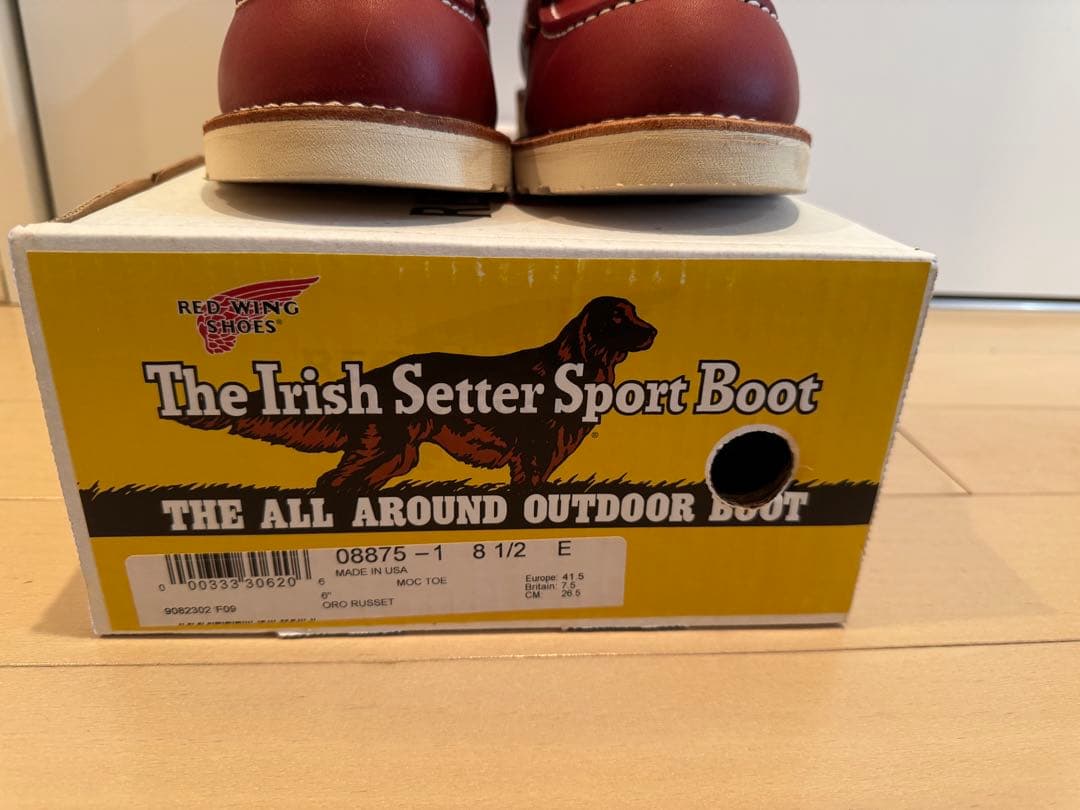 RED WING
SHOES®
The Irish Setter Sport Boot
®
THE ALL AROUND OUTDOOR BOOT
08875-1 8 1/2 E
MADE IN USA
MOC TOE
6"
ORO RUSSET
Europe: 41.5
Britain: 7.5
CM: 26.5
0 00333 30620 6
9082302 F09